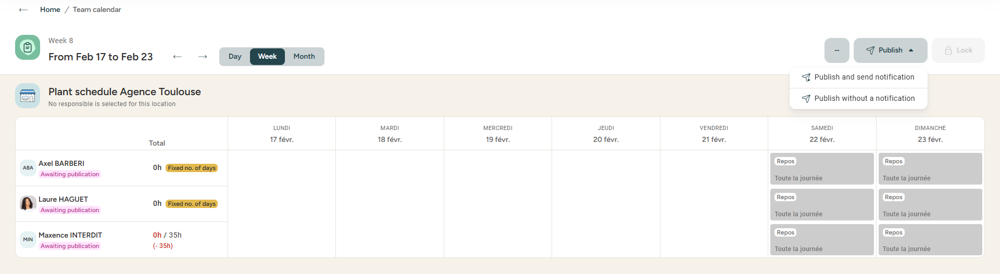 Home / Team calendar
Week 8
From Feb 17 to Feb 23
Day Week Month
... Publish Lock
Publish and send notification
Publish without a notification
Plant schedule Agence Toulouse
No responsible is selected for this location
Total
LUNDI
17 févr.
MARDI
18 févr.
MERCREDI
19 févr.
JEUDI
20 févr.
VENDREDI
21 févr.
SAMEDI
22 févr.
DIMANCHE
23 févr.
ABA
Axel BARBERI
Awaiting publication
0h Fixed no. of days
Repos
Toute la journée
Repos
Toute la journée
Laure HAGUET
Awaiting publication
0h Fixed no. of days
Repos
Toute la journée
Repos
Toute la journée
MIN
Maxence INTERDIT
Awaiting publication
0h / 35h
(- 35h)
Repos
Toute la journée
Repos
Toute la journée